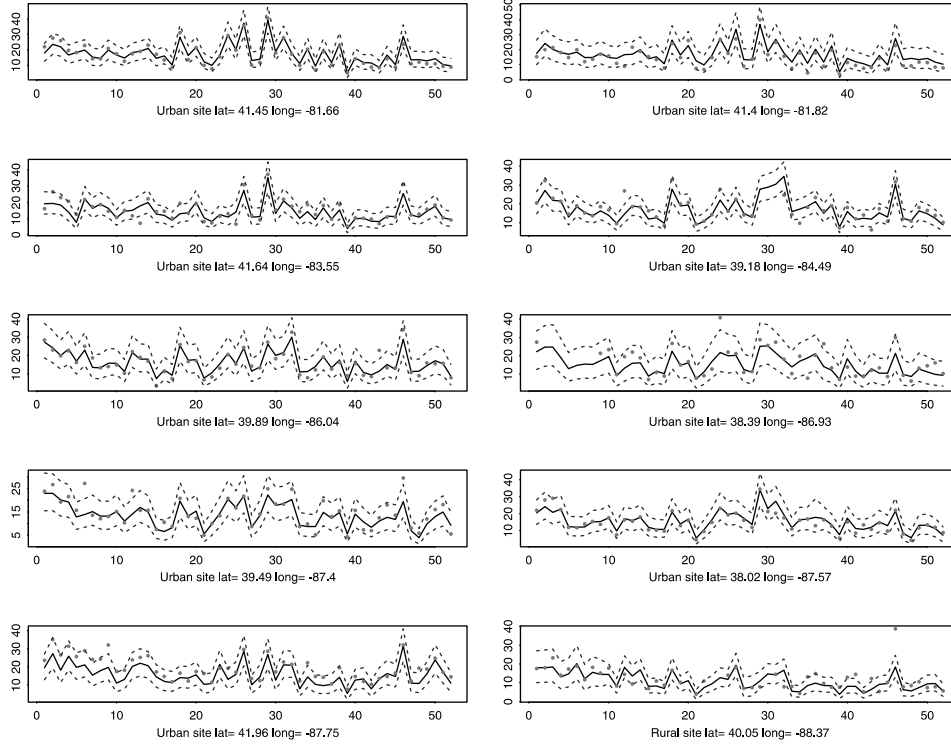 10 20 30 40
0 10 20 30 40 50
Urban site lat= 41.45 long= -81.66
0 10 20 30 40 50
0 10 20 30 40 50
Urban site lat= 41.4 long= -81.82
0 10 20 30 40
0 10 20 30 40 50
Urban site lat= 41.64 long= -83.55
10 20 30 40
0 10 20 30 40 50
Urban site lat= 39.18 long= -84.49
10 20 30 40
0 10 20 30 40 50
Urban site lat= 39.89 long= -86.04
10 20 30 40
0 10 20 30 40 50
Urban site lat= 38.39 long= -86.93
5 15 25
0 10 20 30 40 50
Urban site lat= 39.49 long= -87.4
10 20 30 40
0 10 20 30 40 50
Urban site lat= 38.02 long= -87.57
10 20 30 40
0 10 20 30 40 50
Urban site lat= 41.96 long= -87.75
0 10 20 30 40
0 10 20 30 40 50
Rural site lat= 40.05 long= -88.37